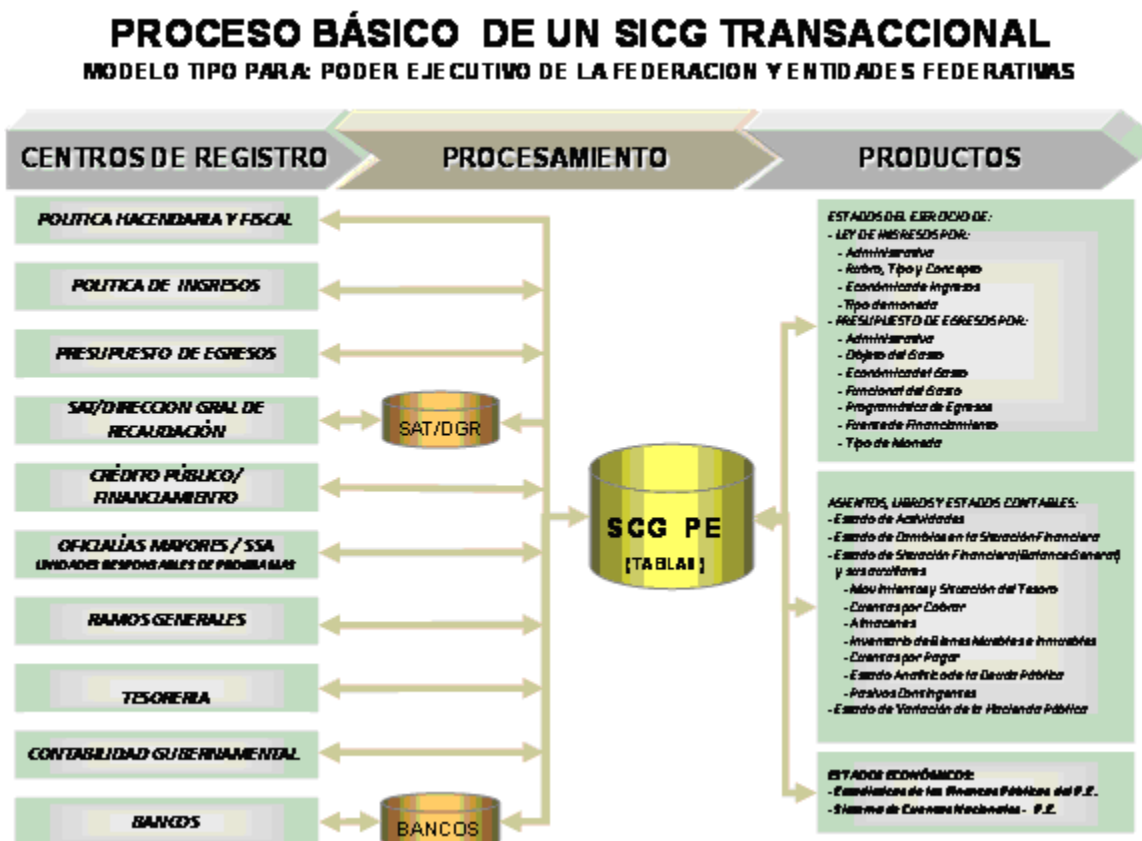 PROCESO BÁSICO DE UN SICG TRANSACCIONAL
MODELO TIPO PARA: PODER EJECUTIVO DE LA FEDERACION Y ENTIDADES FEDERATIVAS
CENTROS DE REGISTRO
PROCESAMIENTO
PRODUCTOS
POLITICA HACENDARIA Y FISCAL
POLITICA DE INGRESOS
PRESUPUESTO DE EGRESOS
SAT/DIRECCION GRAL DE
RECAUDACIÓN
CRÉDITO PÚBLICO/
FINANCIAMIENTO
OFICIALÍAS MAYORES / SSA
UNIDADES RESPONSABLES DE PROGRAMAS
RAMOS GENERALES
TESORERIA
CONTABILIDAD GUBERNAMENTAL
BANCOS
SAT/DGR
BANCOS
SCG PE
(TABLAS)
ESTADOS DEL EJERCICIO DE:
- LEY DE INGRESOS POR:
- Administrativa
- Rubro, Tipo y Concepto
- Económica de Ingresos
- Tipo de moneda
- PRESUPUESTO DE EGRESOS POR:
- Administrativa
- Objeto del Gasto
- Económica del Gasto
- Funcional del Gasto
- Programática de Egresos
- Fuente de Financiamiento
- Tipo de Moneda
ASIENTOS, LIBROS Y ESTADOS CONTABLES:
- Estado de Actividades
- Estado de Cambios en la Situación Financiera
- Estado de Situación Financiera (Balance General)
y sus auxiliares
- Movimientos y Situación del Tesoro
- Cuentas por Cobrar
- Almacenes
- Inventario de Bienes Muebles e Inmuebles
- Cuentas por Pagar
- Estado Analítico de la Deuda Pública
- Pasivos Contingentes
- Estado de Variación de la Hacienda Pública
ESTADOS ECONÓMICOS:
- Estadísticas de las Finanzas Públicas del P.E.
- Sistema de Cuentas Nacionales - P.E.